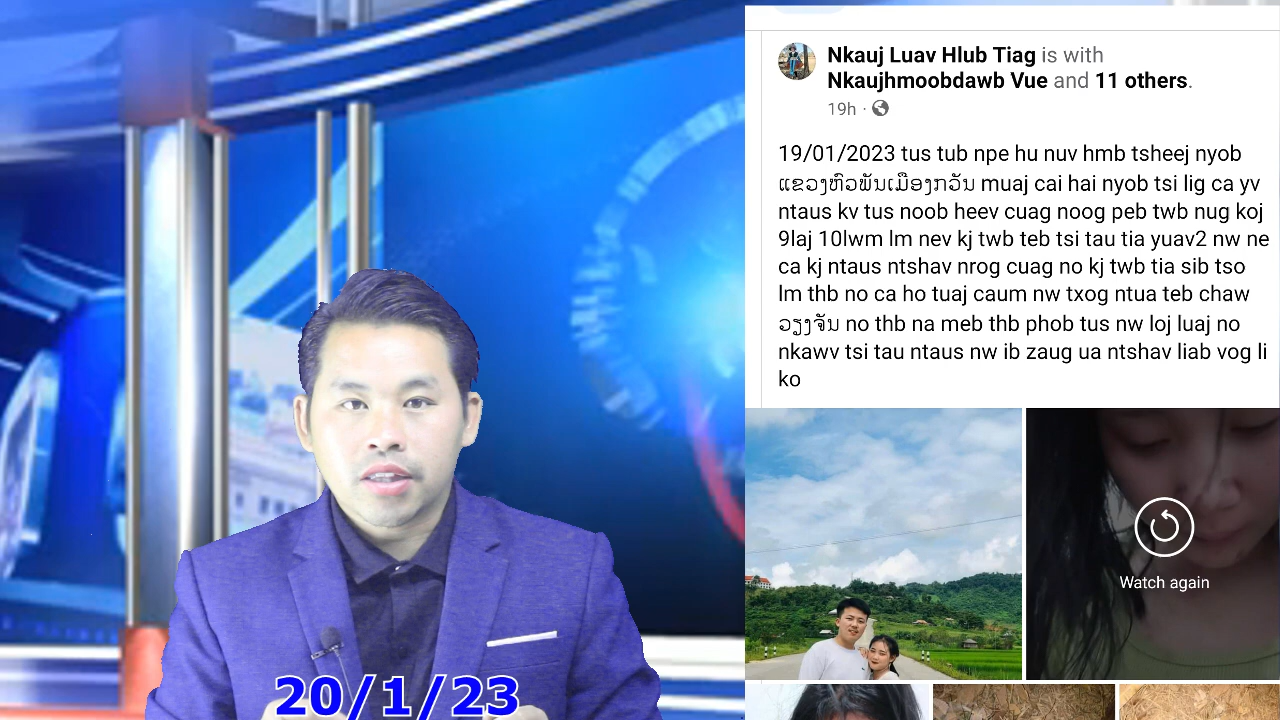 Nkauj Luav Hlub Tiag is with
Nkaujhmoobdawb Vue and 11 others.
19h ·
19/01/2023 tus tub npe hu nuv hmb tsheej nyob
ແຂວງຫົວພັນເມືອງກວັນ muaj cai hai nyob tsi lig ca yv
ntaus kv tus noob heev cuag noog peb twb nug koj
9laj 10lwm lm nev kj twb teb tsi tau tia yuav2 nw ne
ca kj ntaus ntshav nrog cuag no kj twb tia sib tso
lm thb no ca ho tuaj caum nw txog ntua teb chaw
ວຽງຈັນ no thb na meb thb phob tus nw loj luaj no
nkawv tsi tau ntaus nw ib zaug ua ntshav liab vog li
ko
Watch again
20/1/23